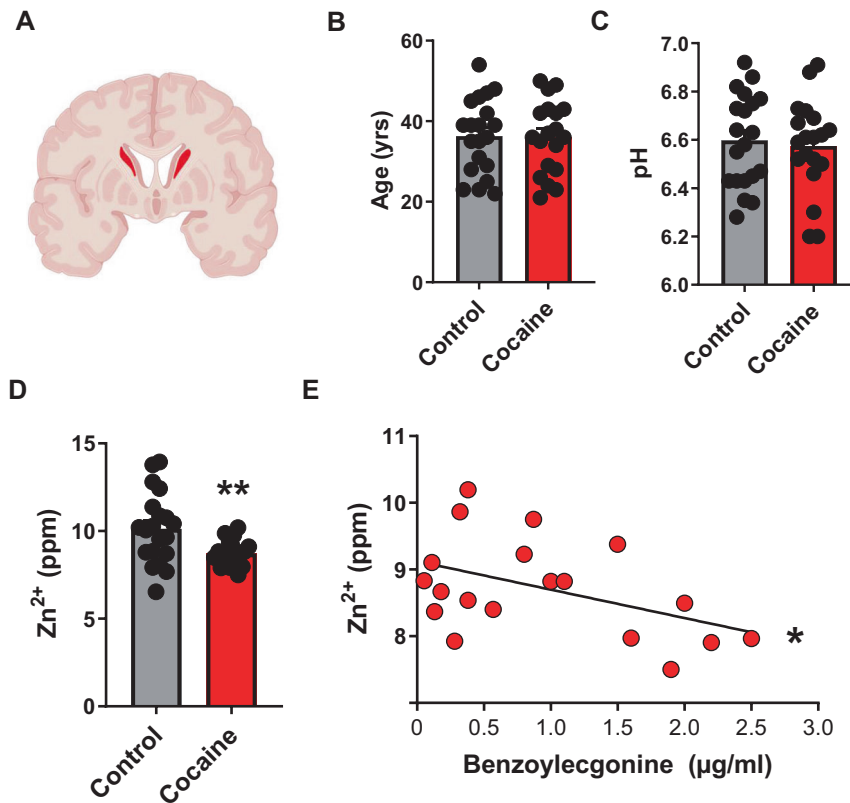 A
B
Age (yrs)
60
40
20
0
Control
Cocaine
C
pH
7.0
6.8
6.6
6.4
6.2
6.0
Control
Cocaine
D
Zn²⁺ (ppm)
15
10
5
0
**
Control
Cocaine
E
Zn²⁺ (ppm)
11
10
9
8
*
0
0.5
1.0
1.5
2.0
2.5
3.0
Benzoylecgonine (µg/ml)